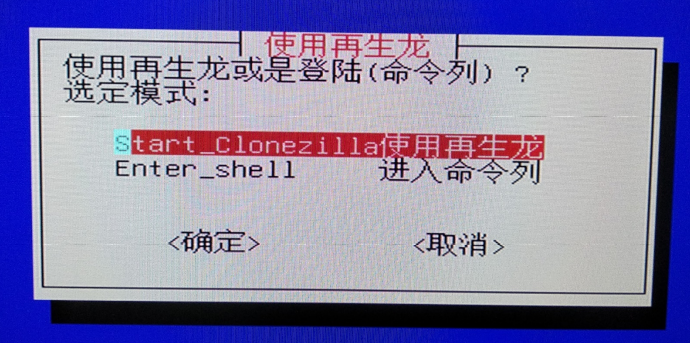 使用再生龙
使用再生龙或是登陆(命令列) ?
选定模式:
Start_Clonezilla使用再生龙
Enter_shell 进入命令列
<确定> <取消>